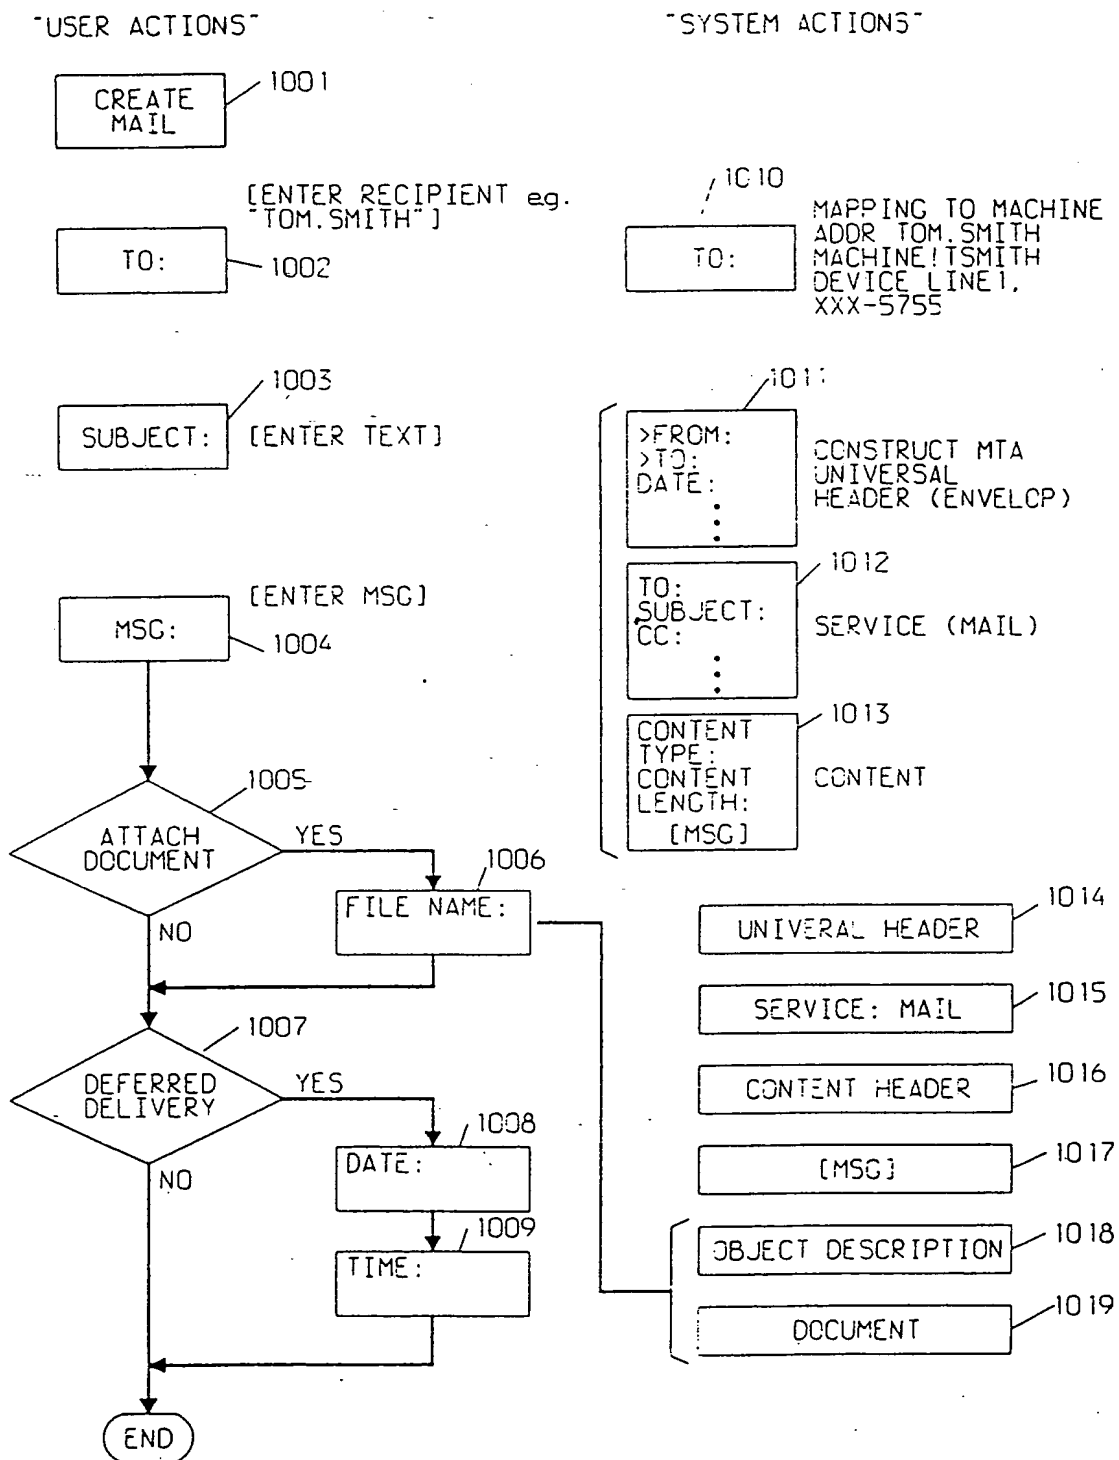 "USER ACTIONS"
"SYSTEM ACTIONS"
1001
CREATE
MAIL
[ENTER RECIPIENT e.g.
"TOM.SMITH"]
TO:
1002
1010
TO:
MAPPING TO MACHINE
ADDR TOM.SMITH
MACHINE!TSMITH
DEVICE LINE1,
XXX-5755
1003
SUBJECT:
[ENTER TEXT]
1011
>FROM:
>TO:
DATE:
CONSTRUCT MTA
UNIVERSAL
HEADER (ENVELOP)
[ENTER MSG]
MSG:
1004
1012
TO:
SUBJECT:
CC:
SERVICE (MAIL)
1013
CONTENT
TYPE:
CONTENT
LENGTH:
[MSG]
CONTENT
1005
ATTACH
DOCUMENT
YES
NO
1006
FILE NAME:
1014
UNIVERAL HEADER
1015
SERVICE: MAIL
1007
DEFERRED
DELIVERY
YES
NO
1016
CONTENT HEADER
1008
DATE:
1017
[MSG]
1009
TIME:
1018
OBJECT DESCRIPTION
1019
DOCUMENT
END